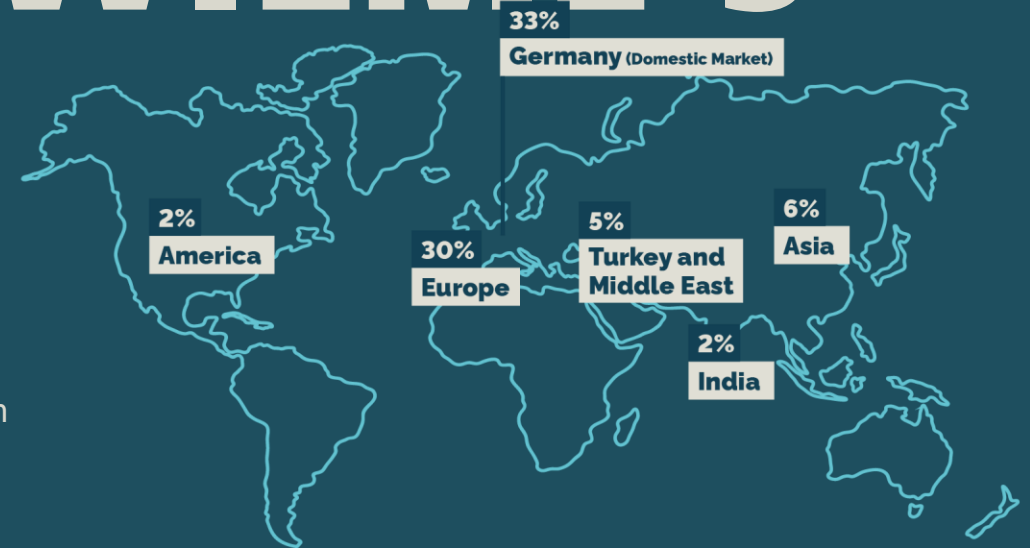 33%
Germany (Domestic Market)
2%
America
30%
Europe
5%
Turkey and
Middle East
6%
Asia
2%
India